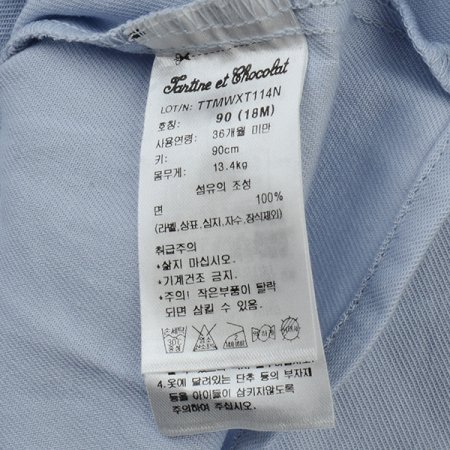 Tartine et Chocolat
LOT/N: TTMWXT114N
호칭: 90 (18M)
사용연령: 36개월 미만
키: 90cm
몸무게: 13.4kg
섬유의 조성
면 100%
(라벨,상표,심지,자수,장식제외)
취급주의
*삶지 마십시오.
*기계건조 금지.
*주의! 작은부품이 탈락
되면 삼킬 수 있음.
4.옷에 달려있는 단추 등의 부자재
등을 아이들이 삼키지않도록
주의하여 주십시오.